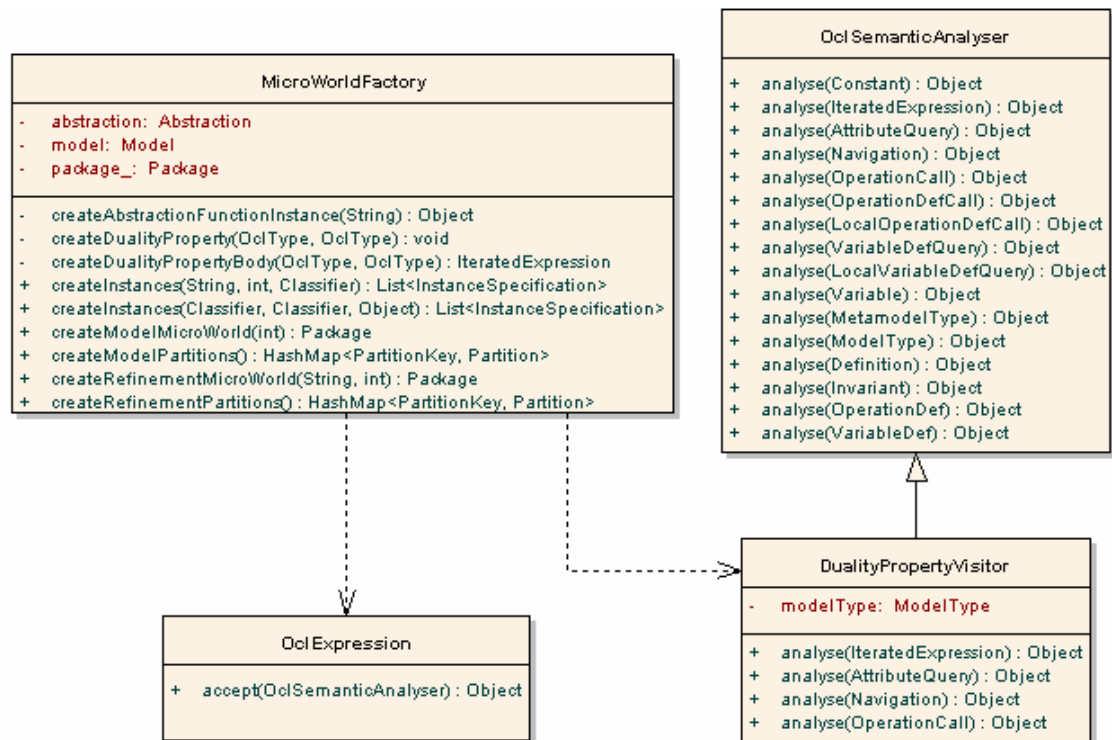 MicroWorldFactory
- abstraction: Abstraction
- model: Model
- package_: Package
- createAbstractionFunctionInstance(String) : Object
- createDualityProperty(OclType, OclType) : void
- createDualityPropertyBody(OclType, OclType) : IteratedExpression
+ createInstances(String, int, Classifier) : List<InstanceSpecification>
+ createInstances(Classifier, Classifier, Object) : List<InstanceSpecification>
+ createModelMicroWorld(int) : Package
+ createModelPartitions() : HashMap<PartitionKey, Partition>
+ createRefinementMicroWorld(String, int) : Package
+ createRefinementPartitions() : HashMap<PartitionKey, Partition>
OclSemanticAnalyser
+ analyse(Constant) : Object
+ analyse(IteratedExpression) : Object
+ analyse(AttributeQuery) : Object
+ analyse(Navigation) : Object
+ analyse(OperationCall) : Object
+ analyse(OperationDefCall) : Object
+ analyse(LocalOperationDefCall) : Object
+ analyse(VariableDefQuery) : Object
+ analyse(LocalVariableDefQuery) : Object
+ analyse(Variable) : Object
+ analyse(MetamodelType) : Object
+ analyse(ModelType) : Object
+ analyse(Definition) : Object
+ analyse(Invariant) : Object
+ analyse(OperationDef) : Object
+ analyse(VariableDef) : Object
OclExpression
+ accept(OclSemanticAnalyser) : Object
DualityPropertyVisitor
- modelType: ModelType
+ analyse(IteratedExpression) : Object
+ analyse(AttributeQuery) : Object
+ analyse(Navigation) : Object
+ analyse(OperationCall) : Object